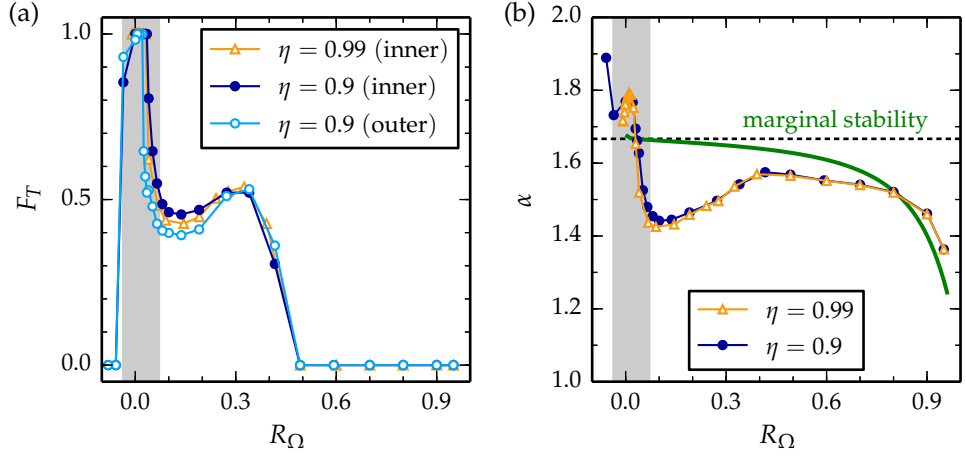 (a)
1.0
0.5
0.0
F_T
0.0 0.3 0.6 0.9
R_Ω
η = 0.99 (inner)
η = 0.9 (inner)
η = 0.9 (outer)
(b)
2.0
1.8
1.6
1.4
1.2
1.0
α
0.0 0.3 0.6 0.9
R_Ω
marginal stability
η = 0.99
η = 0.9